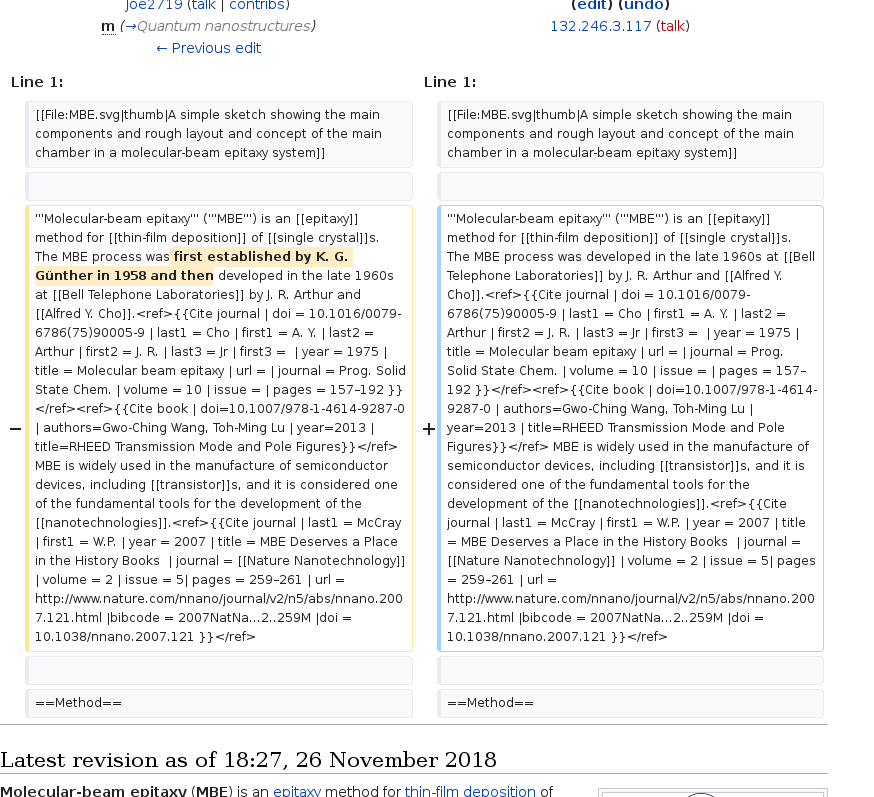 Joe2719 (talk | contribs)
m (→Quantum nanostructures)
← Previous edit
(edit) (undo)
132.246.3.117 (talk)
Line 1:
[[File:MBE.svg|thumb|A simple sketch showing the main
components and rough layout and concept of the main
chamber in a molecular-beam epitaxy system]]
− '''Molecular-beam epitaxy''' ('''MBE''') is an [[epitaxy]]
method for [[thin-film deposition]] of [[single crystal]]s.
The MBE process was first established by K. G.
Günther in 1958 and then developed in the late 1960s
at [[Bell Telephone Laboratories]] by J. R. Arthur and
[[Alfred Y. Cho]].<ref>{{Cite journal | doi = 10.1016/0079-
6786(75)90005-9 | last1 = Cho | first1 = A. Y. | last2 =
Arthur | first2 = J. R. | last3 = Jr | first3 =  | year = 1975 |
title = Molecular beam epitaxy | url = | journal = Prog. Solid
State Chem. | volume = 10 | issue = | pages = 157–192 }}
</ref><ref>{{Cite book | doi=10.1007/978-1-4614-9287-0
| authors=Gwo-Ching Wang, Toh-Ming Lu | year=2013 |
title=RHEED Transmission Mode and Pole Figures}}</ref>
MBE is widely used in the manufacture of semiconductor
devices, including [[transistor]]s, and it is considered one
of the fundamental tools for the development of the
[[nanotechnologies]].<ref>{{Cite journal | last1 = McCray
| first1 = W.P. | year = 2007 | title = MBE Deserves a Place
in the History Books  | journal = [[Nature Nanotechnology]]
| volume = 2 | issue = 5| pages = 259–261 | url =
http://www.nature.com/nnano/journal/v2/n5/abs/nnano.200
7.121.html |bibcode = 2007NatNa...2..259M |doi =
10.1038/nnano.2007.121 }}</ref>
==Method==
Line 1:
[[File:MBE.svg|thumb|A simple sketch showing the main
components and rough layout and concept of the main
chamber in a molecular-beam epitaxy system]]
+ '''Molecular-beam epitaxy''' ('''MBE''') is an [[epitaxy]]
method for [[thin-film deposition]] of [[single crystal]]s.
The MBE process was developed in the late 1960s at [[Bell
Telephone Laboratories]] by J. R. Arthur and [[Alfred Y.
Cho]].<ref>{{Cite journal | doi = 10.1016/0079-
6786(75)90005-9 | last1 = Cho | first1 = A. Y. | last2 =
Arthur | first2 = J. R. | last3 = Jr | first3 =  | year = 1975 |
title = Molecular beam epitaxy | url = | journal = Prog.
Solid State Chem. | volume = 10 | issue = | pages = 157–
192 }}</ref><ref>{{Cite book | doi=10.1007/978-1-4614-
9287-0 | authors=Gwo-Ching Wang, Toh-Ming Lu |
year=2013 | title=RHEED Transmission Mode and Pole
Figures}}</ref> MBE is widely used in the manufacture of
semiconductor devices, including [[transistor]]s, and it is
considered one of the fundamental tools for the
development of the [[nanotechnologies]].<ref>{{Cite
journal | last1 = McCray | first1 = W.P. | year = 2007 | title
= MBE Deserves a Place in the History Books  | journal =
[[Nature Nanotechnology]] | volume = 2 | issue = 5| pages
= 259–261 | url =
http://www.nature.com/nnano/journal/v2/n5/abs/nnano.200
7.121.html |bibcode = 2007NatNa...2..259M |doi =
10.1038/nnano.2007.121 }}</ref>
==Method==
Latest revision as of 18:27, 26 November 2018
Molecular-beam epitaxy (MBE) is an epitaxy method for thin-film deposition of